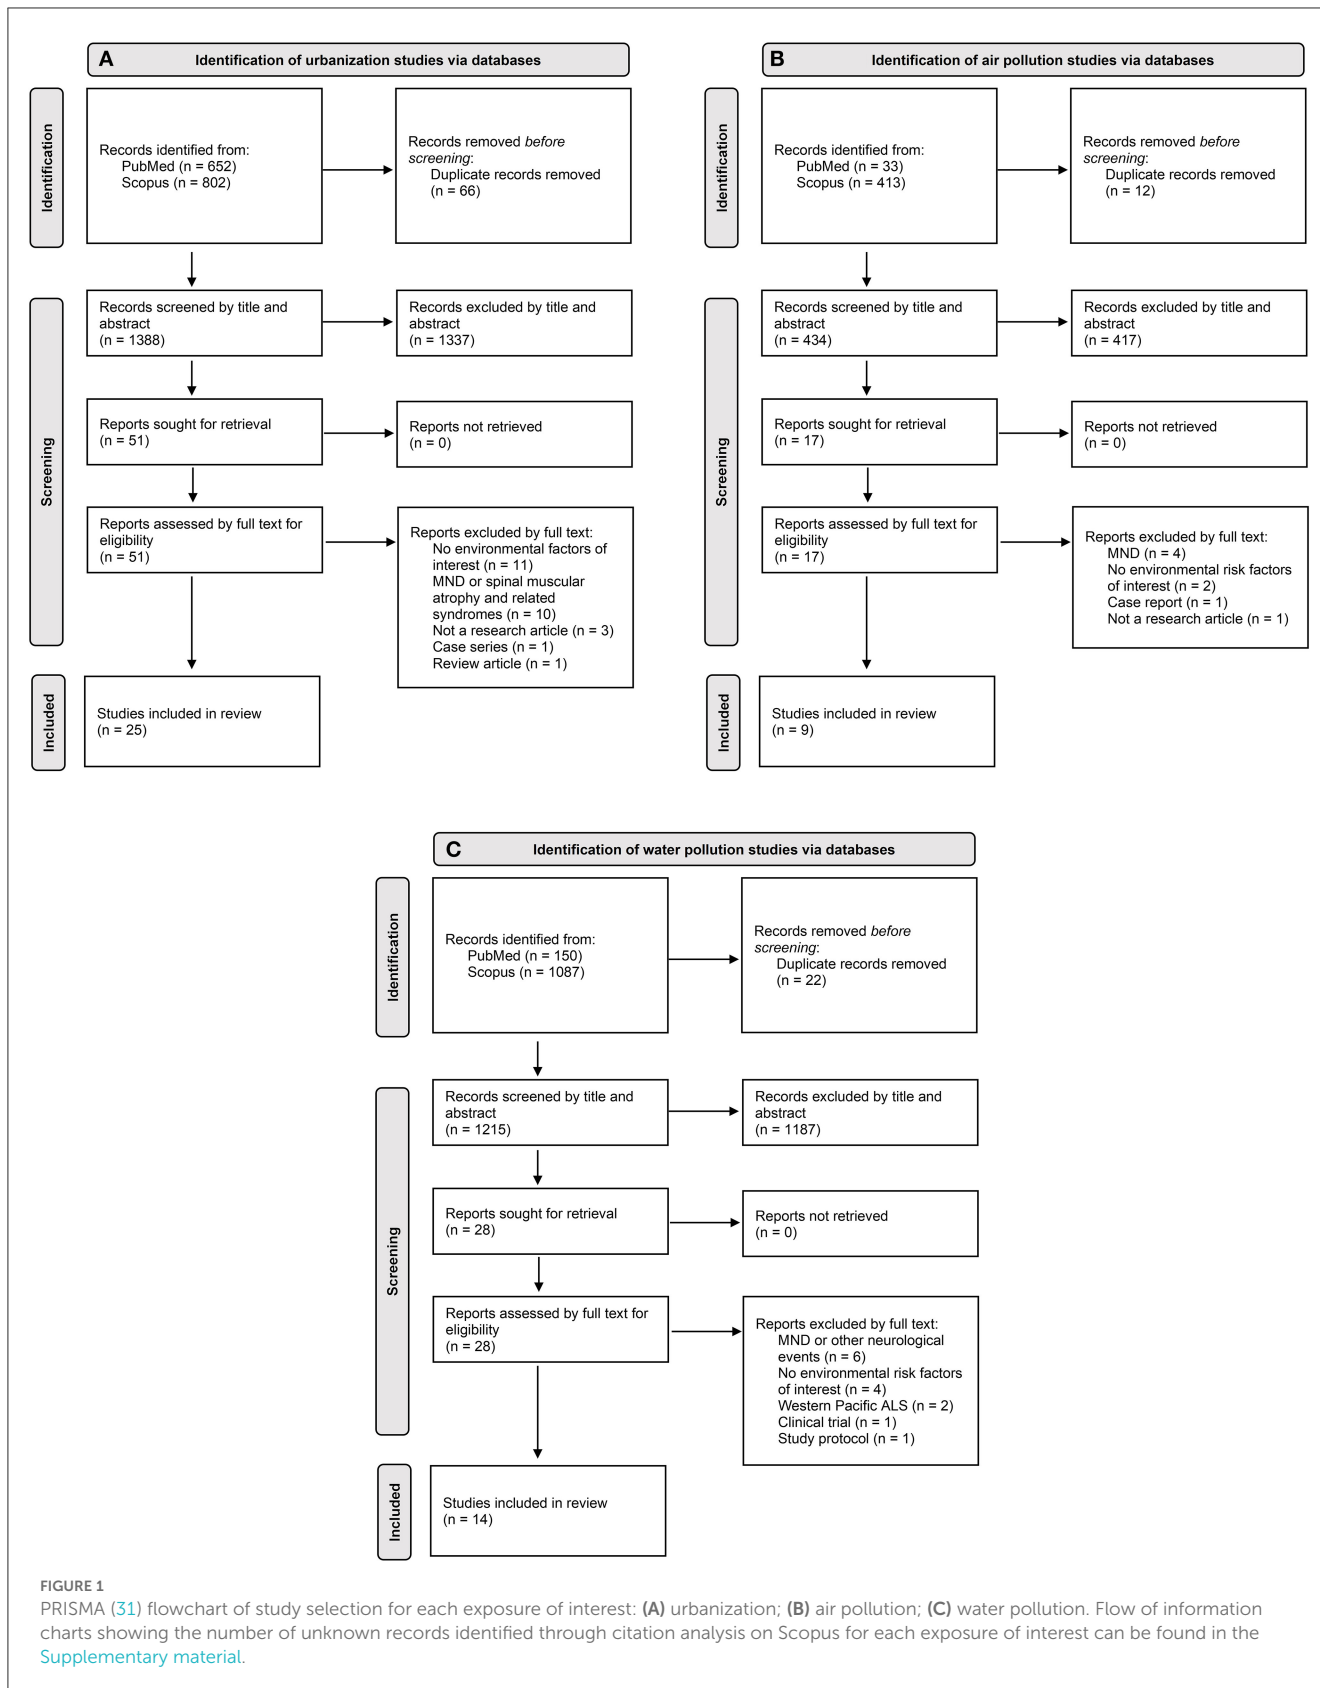 A
Identification of urbanization studies via databases
Identification
Records identified from:
PubMed (n = 652)
Scopus (n = 802)
Records removed before
screening:
Duplicate records removed
(n = 66)
Screening
Records screened by title and
abstract
(n = 1388)
Records excluded by title and
abstract
(n = 1337)
Reports sought for retrieval
(n = 51)
Reports not retrieved
(n = 0)
Reports assessed by full text for
eligibility
(n = 51)
Reports excluded by full text:
No environmental factors of
interest (n = 11)
MND or spinal muscular
atrophy and related
syndromes (n = 10)
Not a research article (n = 3)
Case series (n = 1)
Review article (n = 1)
Included
Studies included in review
(n = 25)
B
Identification of air pollution studies via databases
Identification
Records identified from:
PubMed (n = 33)
Scopus (n = 413)
Records removed before
screening:
Duplicate records removed
(n = 12)
Screening
Records screened by title and
abstract
(n = 434)
Records excluded by title and
abstract
(n = 417)
Reports sought for retrieval
(n = 17)
Reports not retrieved
(n = 0)
Reports assessed by full text for
eligibility
(n = 17)
Reports excluded by full text:
MND (n = 4)
No environmental risk factors
of interest (n = 2)
Case report (n = 1)
Not a research article (n = 1)
Included
Studies included in review
(n = 9)
C
Identification of water pollution studies via databases
Identification
Records identified from:
PubMed (n = 150)
Scopus (n = 1087)
Records removed before
screening:
Duplicate records removed
(n = 22)
Screening
Records screened by title and
abstract
(n = 1215)
Records excluded by title and
abstract
(n = 1187)
Reports sought for retrieval
(n = 28)
Reports not retrieved
(n = 0)
Reports assessed by full text for
eligibility
(n = 28)
Reports excluded by full text:
MND or other neurological
events (n = 6)
No environmental risk factors
of interest (n = 4)
Western Pacific ALS (n = 2)
Clinical trial (n = 1)
Study protocol (n = 1)
Included
Studies included in review
(n = 14)
FIGURE 1
PRISMA (31) flowchart of study selection for each exposure of interest: (A) urbanization; (B) air pollution; (C) water pollution. Flow of information
charts showing the number of unknown records identified through citation analysis on Scopus for each exposure of interest can be found in the
Supplementary material.